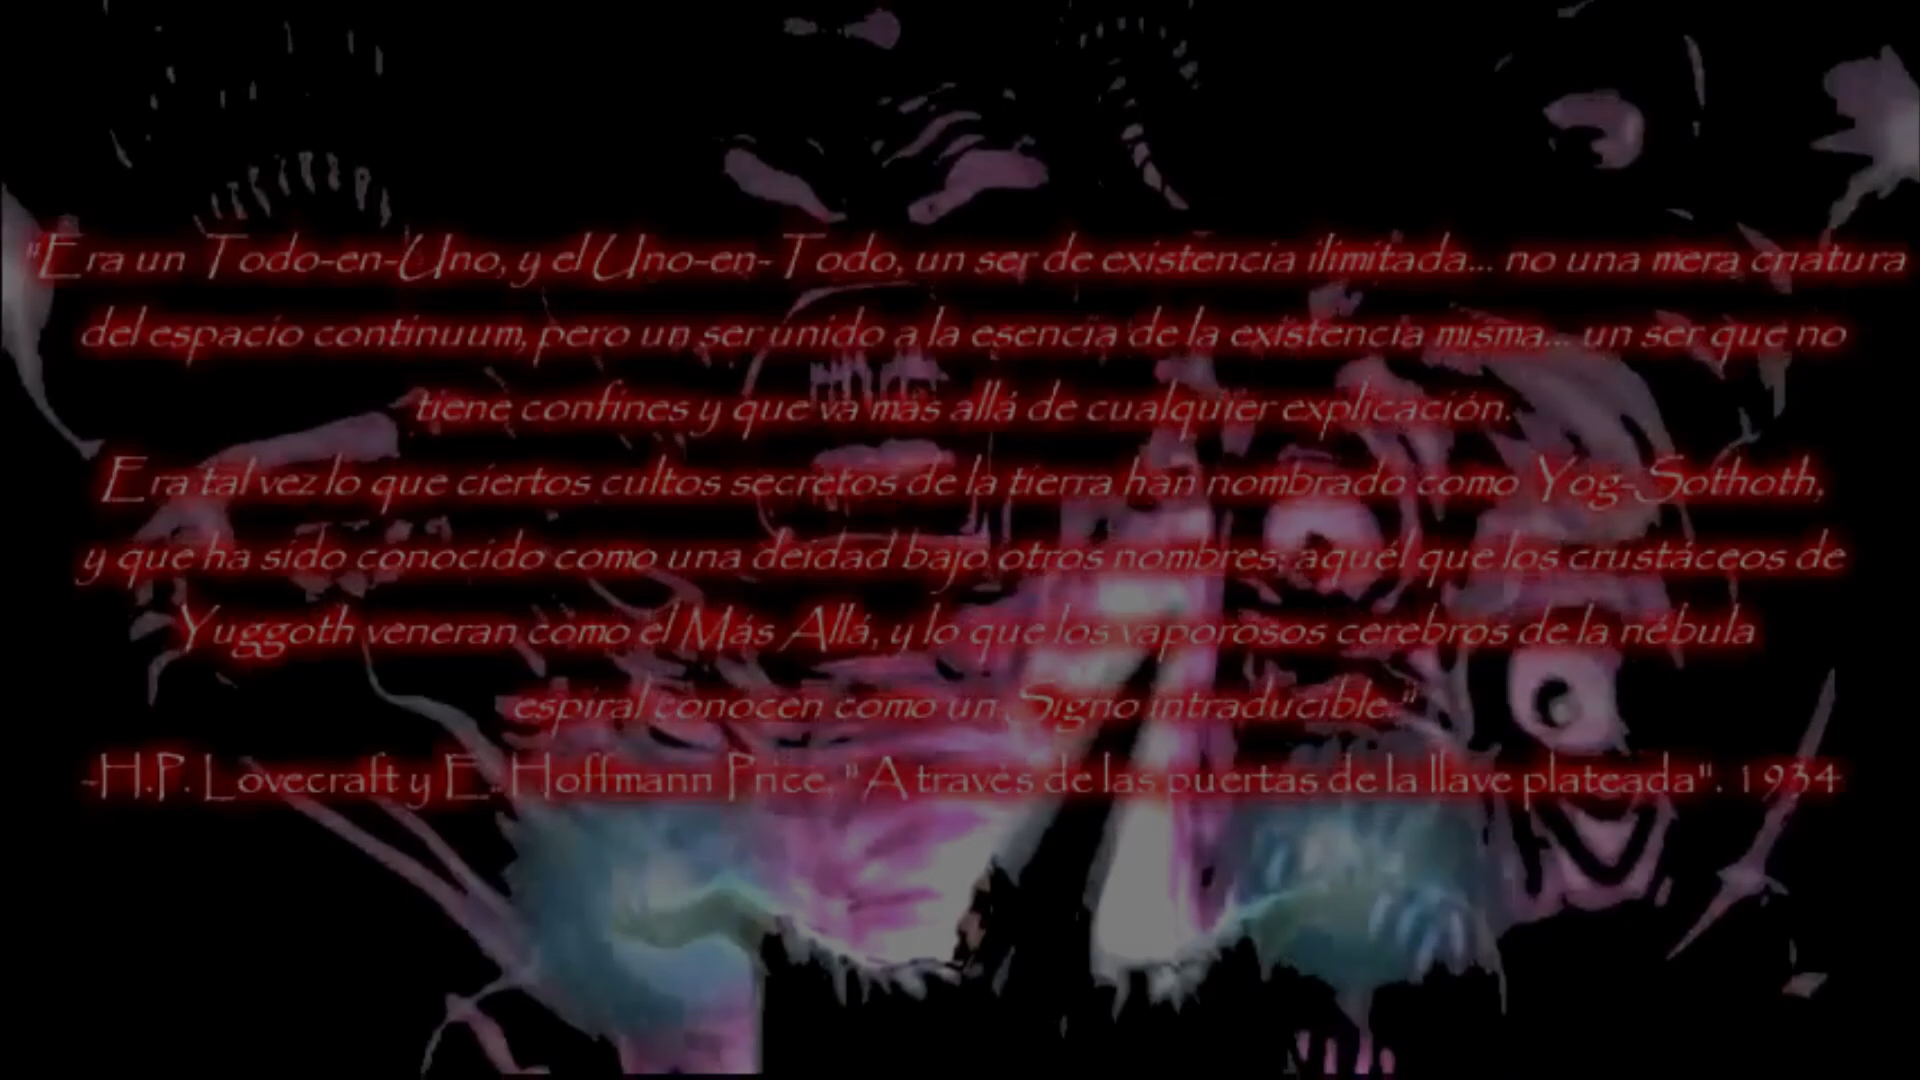 "Era un Todo-en-Uno, y el Uno-en-Todo, un ser de existencia ilimitada... no una mera criatura
del espacio continuum, pero un ser unido a la esencia de la existencia misma... un ser que no
tiene confines y que va más allá de cualquier explicación.
Era tal vez lo que ciertos cultos secretos de la tierra han nombrado como Yog-Sothoth,
y que ha sido conocido como una deidad bajo otros nombres; aquél que los crustáceos de
Yuggoth veneran como el Más Allá, y lo que los vaporosos cerebros de la nébula
espiral conocen como un Signo intraducible."
-H.P. Lovecraft y E. Hoffmann Price. "A través de las puertas de la llave plateada". 1934